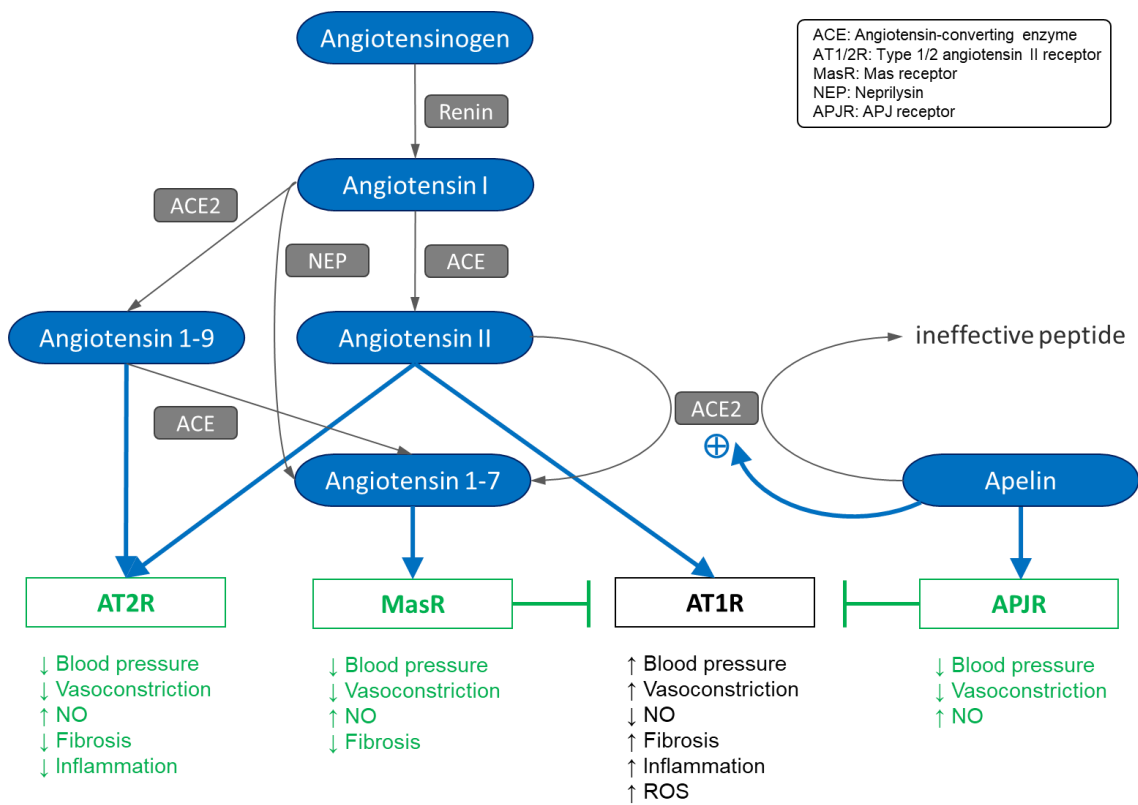 Angiotensinogen
ACE: Angiotensin-converting enzyme
AT1/2R: Type 1/2 angiotensin II receptor
MasR: Mas receptor
NEP: Neprilysin
APJR: APJ receptor
Renin
Angiotensin I
ACE2
NEP
ACE
Angiotensin 1-9
Angiotensin II
ineffective peptide
ACE
ACE2
Angiotensin 1-7
Apelin
AT2R
MasR
AT1R
APJR
↓ Blood pressure
↓ Vasoconstriction
↑ NO
↓ Fibrosis
↓ Inflammation
↓ Blood pressure
↓ Vasoconstriction
↑ NO
↓ Fibrosis
↑ Blood pressure
↑ Vasoconstriction
↓ NO
↑ Fibrosis
↑ Inflammation
↑ ROS
↓ Blood pressure
↓ Vasoconstriction
↑ NO